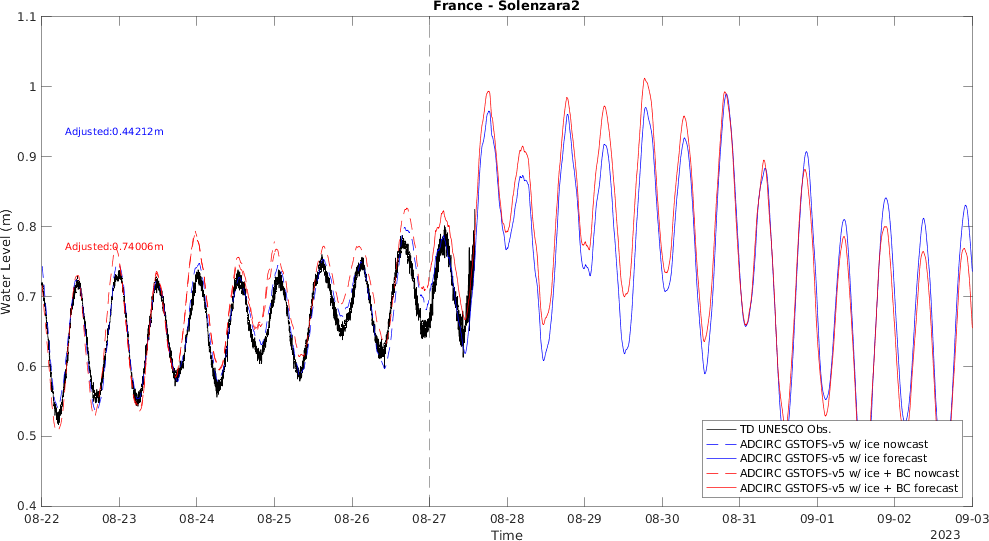 France - Solenzara2
1.1
1
0.9
0.8
0.7
0.6
0.5
0.4
Water Level (m)
Adjusted:0.44212m
Adjusted:0.74006m
TD UNESCO Obs.
ADCIRC GSTOFS-v5 w/ ice nowcast
ADCIRC GSTOFS-v5 w/ ice forecast
ADCIRC GSTOFS-v5 w/ ice + BC nowcast
ADCIRC GSTOFS-v5 w/ ice + BC forecast
08-22 08-23 08-24 08-25 08-26 08-27 08-28 08-29 08-30 08-31 09-01 09-02 09-03
Time
2023